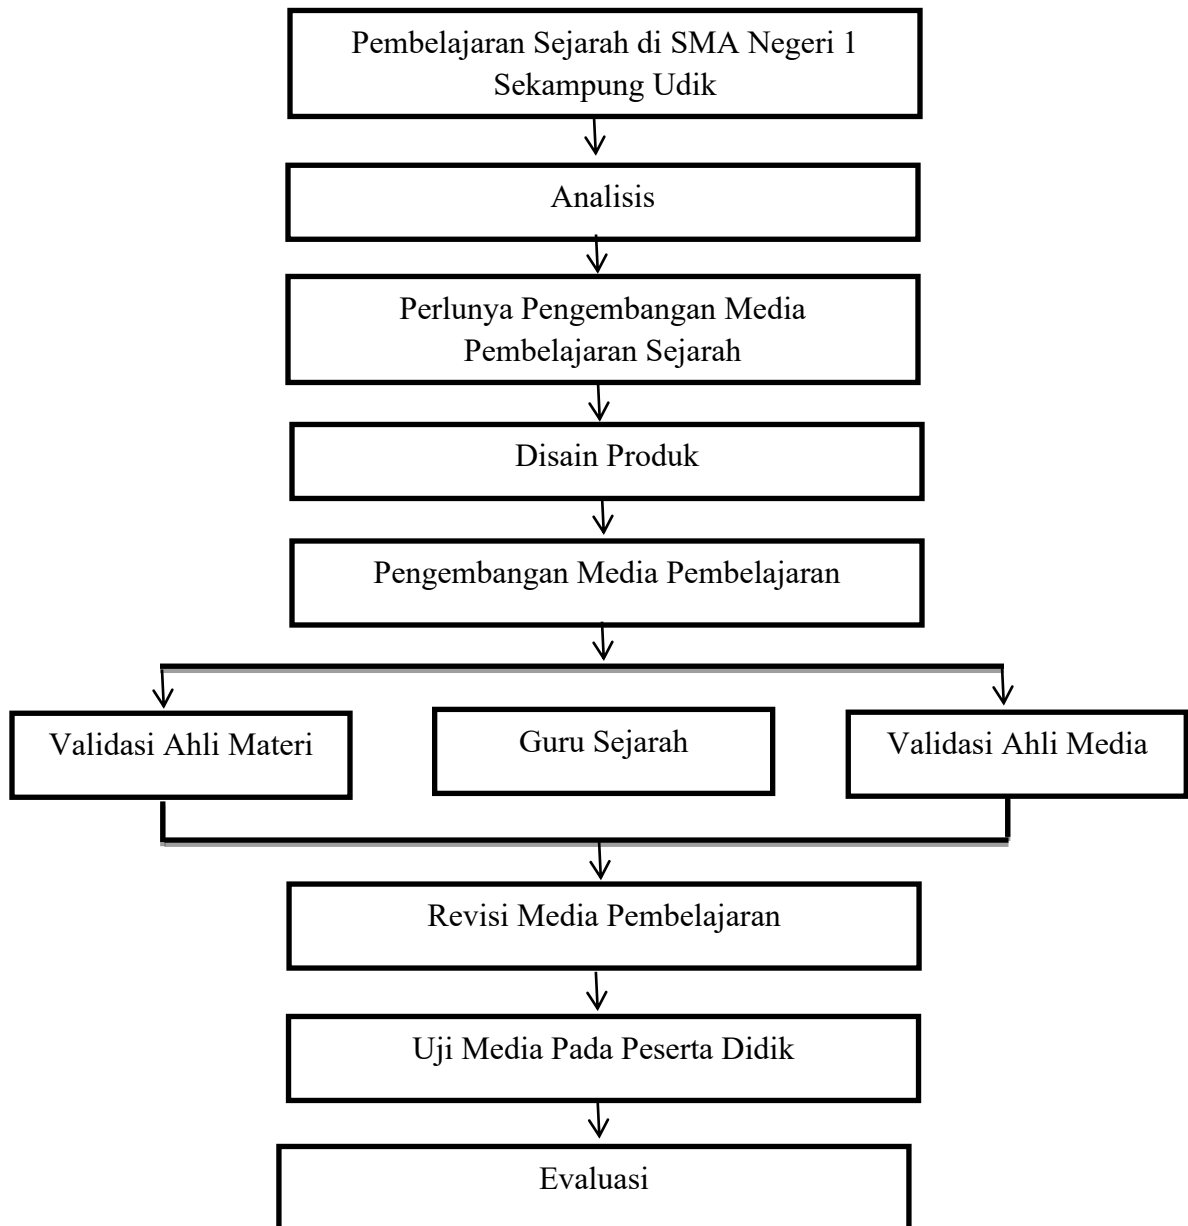 Pembelajaran Sejarah di SMA Negeri 1
Sekampung Udik
Analisis
Perlunya Pengembangan Media
Pembelajaran Sejarah
Disain Produk
Pengembangan Media Pembelajaran
Validasi Ahli Materi
Guru Sejarah
Validasi Ahli Media
Revisi Media Pembelajaran
Uji Media Pada Peserta Didik
Evaluasi